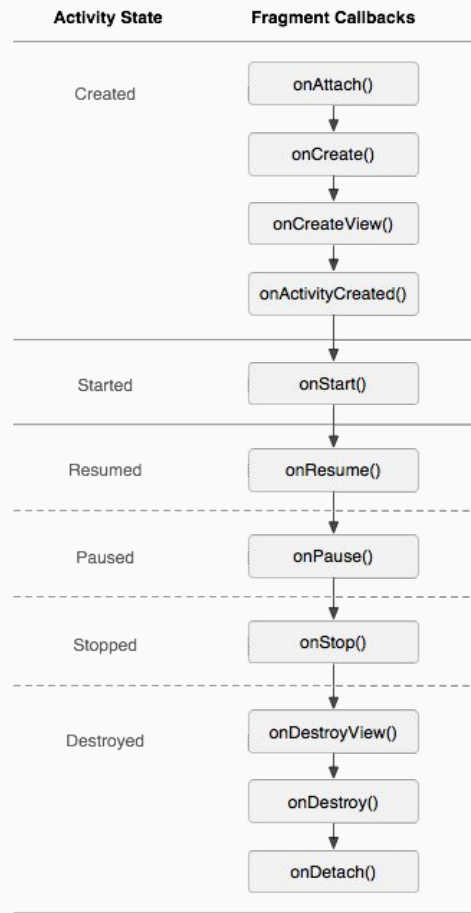 Activity State Fragment Callbacks
Created
onAttach()
onCreate()
onCreateView()
onActivityCreated()
Started onStart()
Resumed onResume()
Paused onPause()
Stopped onStop()
Destroyed onDestroyView()
onDestroy()
onDetach()